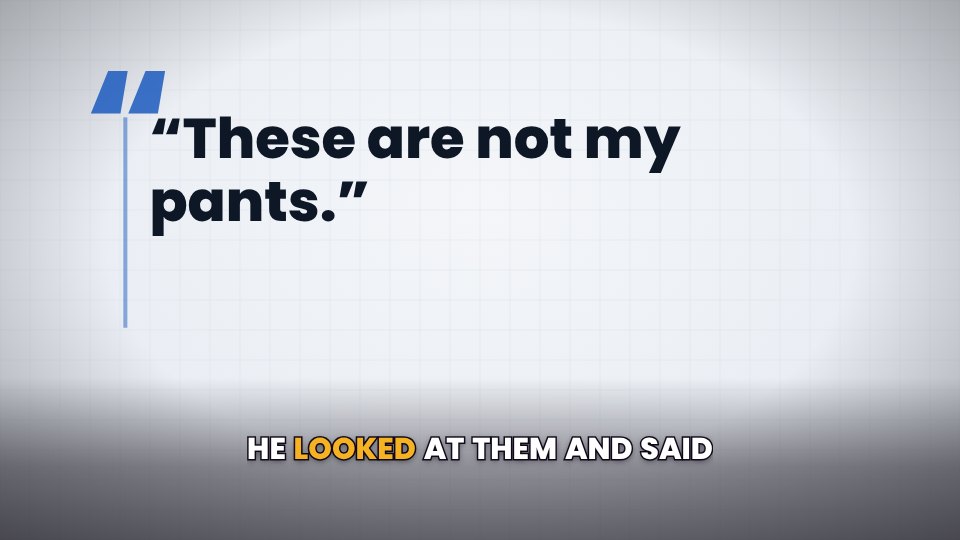 “These are not my
pants.”
HE LOOKED AT THEM AND SAID